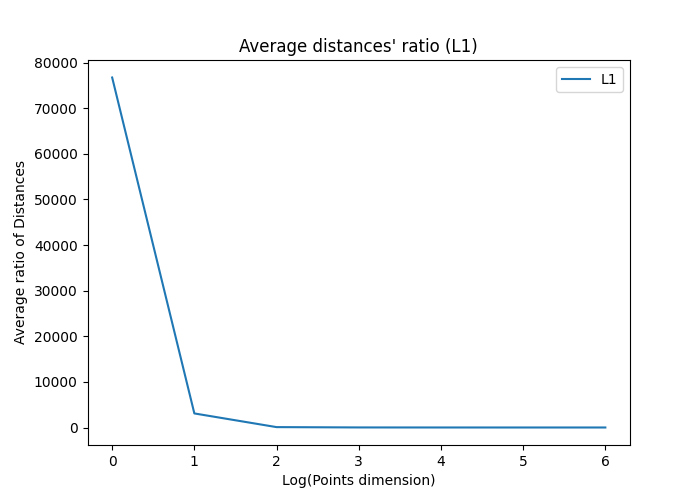 Average distances' ratio (L1)
L1
80000
70000
60000
50000
40000
30000
20000
10000
0
Average ratio of Distances
0 1 2 3 4 5 6
Log(Points dimension)